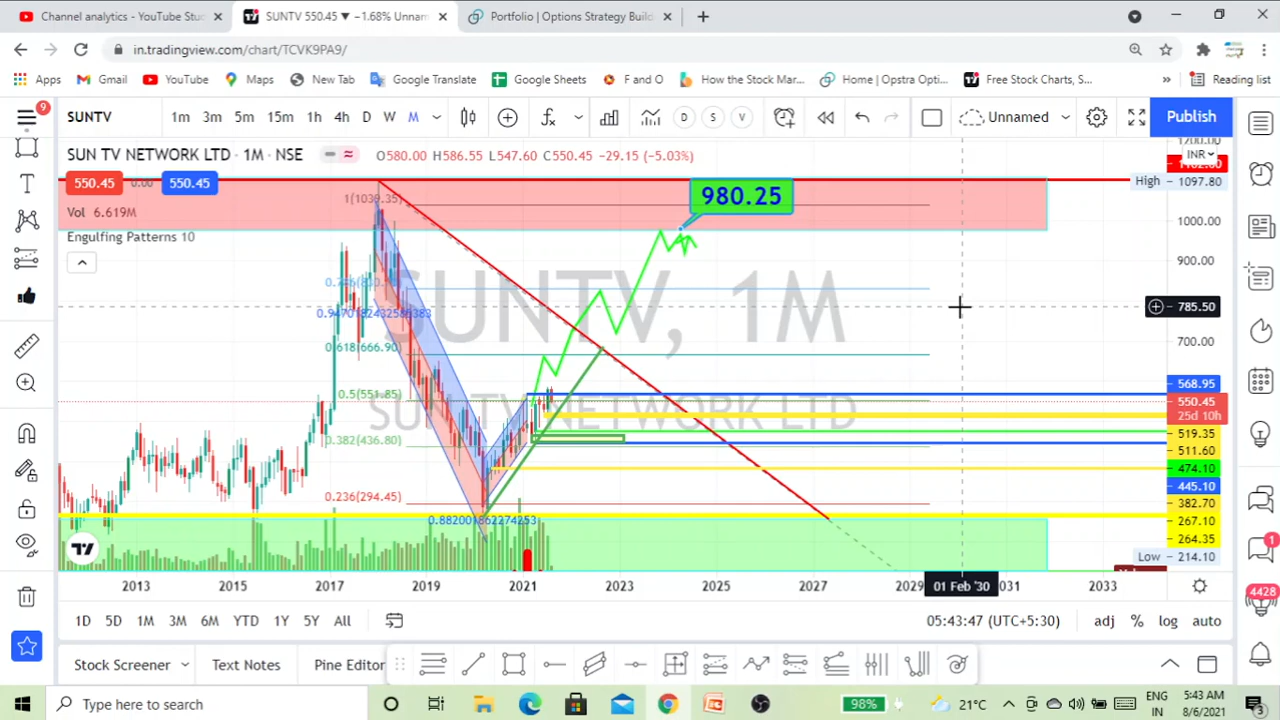 Channel analytics - YouTube Stu
SUNTV 550.45 ▼ −1.68% Unnam
Portfolio | Options Strategy Build
in.tradingview.com/chart/TCVK9PA9/
Apps
Gmail
YouTube
Maps
New Tab
Google Translate
Google Sheets
F and O
How the Stock Mar...
Home | Opstra Opti...
Free Stock Charts, S...
»
Reading list
9
SUNTV
1m 3m 5m 15m 1h 4h D W M
D S V
Unnamed
Publish
SUN TV NETWORK LTD · 1M · NSE
O580.00 H586.55 L547.60 C550.45 −29.15 (−5.03%)
550.45 0.00 550.45
Vol 6.619M
Engulfing Patterns 10
INR
High 1097.80
1000.00
900.00
785.50
700.00
568.95
550.45
25d 10h
519.35
511.60
474.10
445.10
382.70
267.10
264.35
Low 214.10
980.25
1(1039.35)
0.618(666.90)
0.5(551.85)
0.382(436.80)
0.236(294.45)
0.882001862274253
SUNTV, 1M
SUN TV NETWORK LTD
2013 2015 2017 2019 2021 2023 2025 2027 2029 01 Feb '30 031 2033
1D 5D 1M 3M 6M YTD 1Y 5Y All
05:43:47 (UTC+5:30)
adj % log auto
1
4428
Stock Screener
Text Notes
Pine Editor
Type here to search
98%
21°C
ENG
IN
5:43 AM
8/6/2021
3